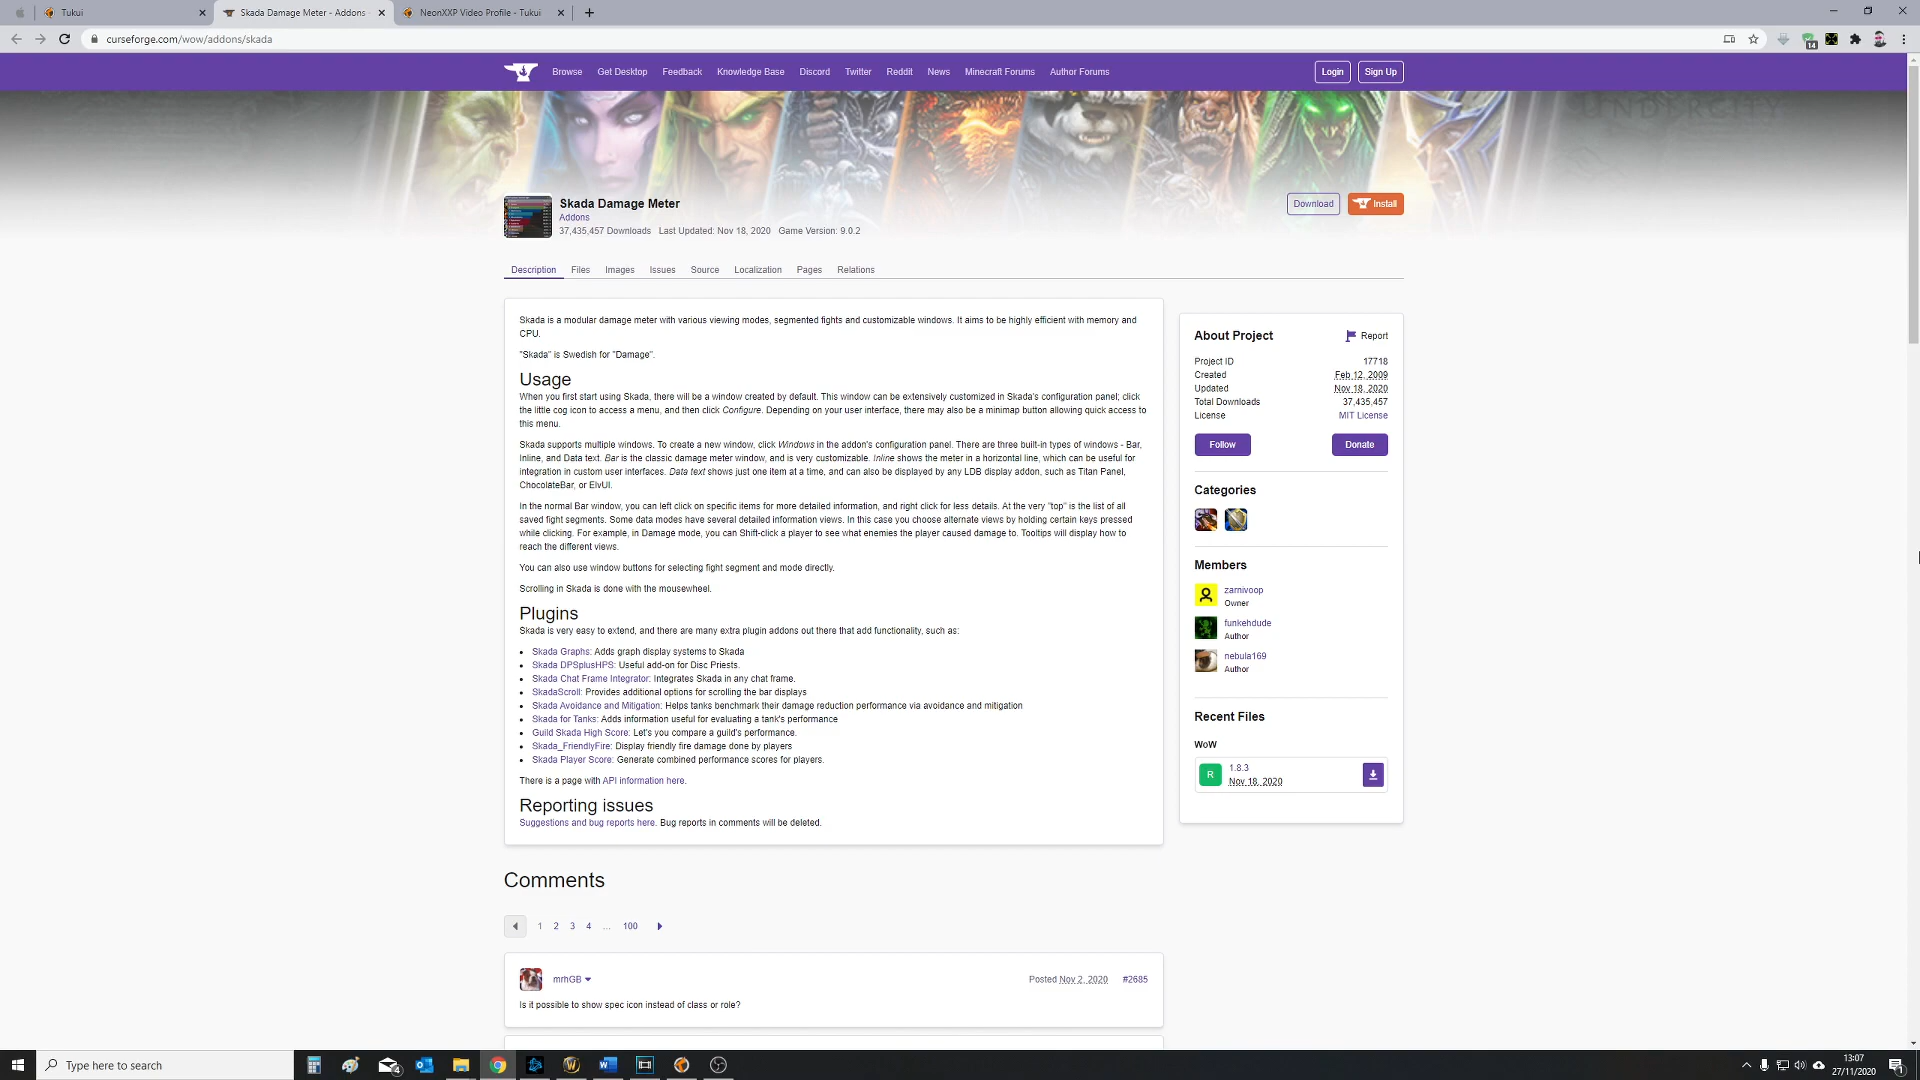 Tukui
Skada Damage Meter - Addons
NeonXXP Video Profile - Tukui
curseforge.com/wow/addons/skada
14
Browse Get Desktop Feedback Knowledge Base Discord Twitter Reddit News Minecraft Forums Author Forums
Login Sign Up
UNDERCITY
Skada Damage Meter
Addons
37,435,457 Downloads Last Updated: Nov 18, 2020 Game Version: 9.0.2
Download Install
Description Files Images Issues Source Localization Pages Relations
Skada is a modular damage meter with various viewing modes, segmented fights and customizable windows. It aims to be highly efficient with memory and
CPU.
"Skada" is Swedish for "Damage".
Usage
When you first start using Skada, there will be a window created by default. This window can be extensively customized in Skada's configuration panel; click
the little cog icon to access a menu, and then click Configure. Depending on your user interface, there may also be a minimap button allowing quick access to
this menu.
Skada supports multiple windows. To create a new window, click Windows in the addon's configuration panel. There are three built-in types of windows - Bar,
Inline, and Data text. Bar is the classic damage meter window, and is very customizable. Inline shows the meter in a horizontal line, which can be useful for
integration in custom user interfaces. Data text shows just one item at a time, and can also be displayed by any LDB display addon, such as Titan Panel,
ChocolateBar, or ElvUI.
In the normal Bar window, you can left click on specific items for more detailed information, and right click for less details. At the very "top" is the list of all
saved fight segments. Some data modes have several detailed information views. In this case you choose alternate views by holding certain keys pressed
while clicking. For example, in Damage mode, you can Shift-click a player to see what enemies the player caused damage to. Tooltips will display how to
reach the different views.
You can also use window buttons for selecting fight segment and mode directly.
Scrolling in Skada is done with the mousewheel.
Plugins
Skada is very easy to extend, and there are many extra plugin addons out there that add functionality, such as:
Skada Graphs: Adds graph display systems to Skada
Skada DPSplusHPS: Useful add-on for Disc Priests.
Skada Chat Frame Integrator: Integrates Skada in any chat frame.
SkadaScroll: Provides additional options for scrolling the bar displays
Skada Avoidance and Mitigation: Helps tanks benchmark their damage reduction performance via avoidance and mitigation
Skada for Tanks: Adds information useful for evaluating a tank's performance
Guild Skada High Score: Let's you compare a guild's performance.
Skada_FriendlyFire: Display friendly fire damage done by players
Skada Player Score: Generate combined performance scores for players.
There is a page with API information here.
Reporting issues
Suggestions and bug reports here. Bug reports in comments will be deleted.
About Project Report
Project ID 17718
Created Feb 12, 2009
Updated Nov 18, 2020
Total Downloads 37,435,457
License MIT License
Follow Donate
Categories
Members
zarnivoop
Owner
funkehdude
Author
nebula169
Author
Recent Files
WoW
R 1.8.3
Nov 18, 2020
Comments
1 2 3 4 ... 100
mrhGB Posted Nov 2, 2020 #2685
Is it possible to show spec icon instead of class or role?
Type here to search
4
13:07
27/11/2020
1